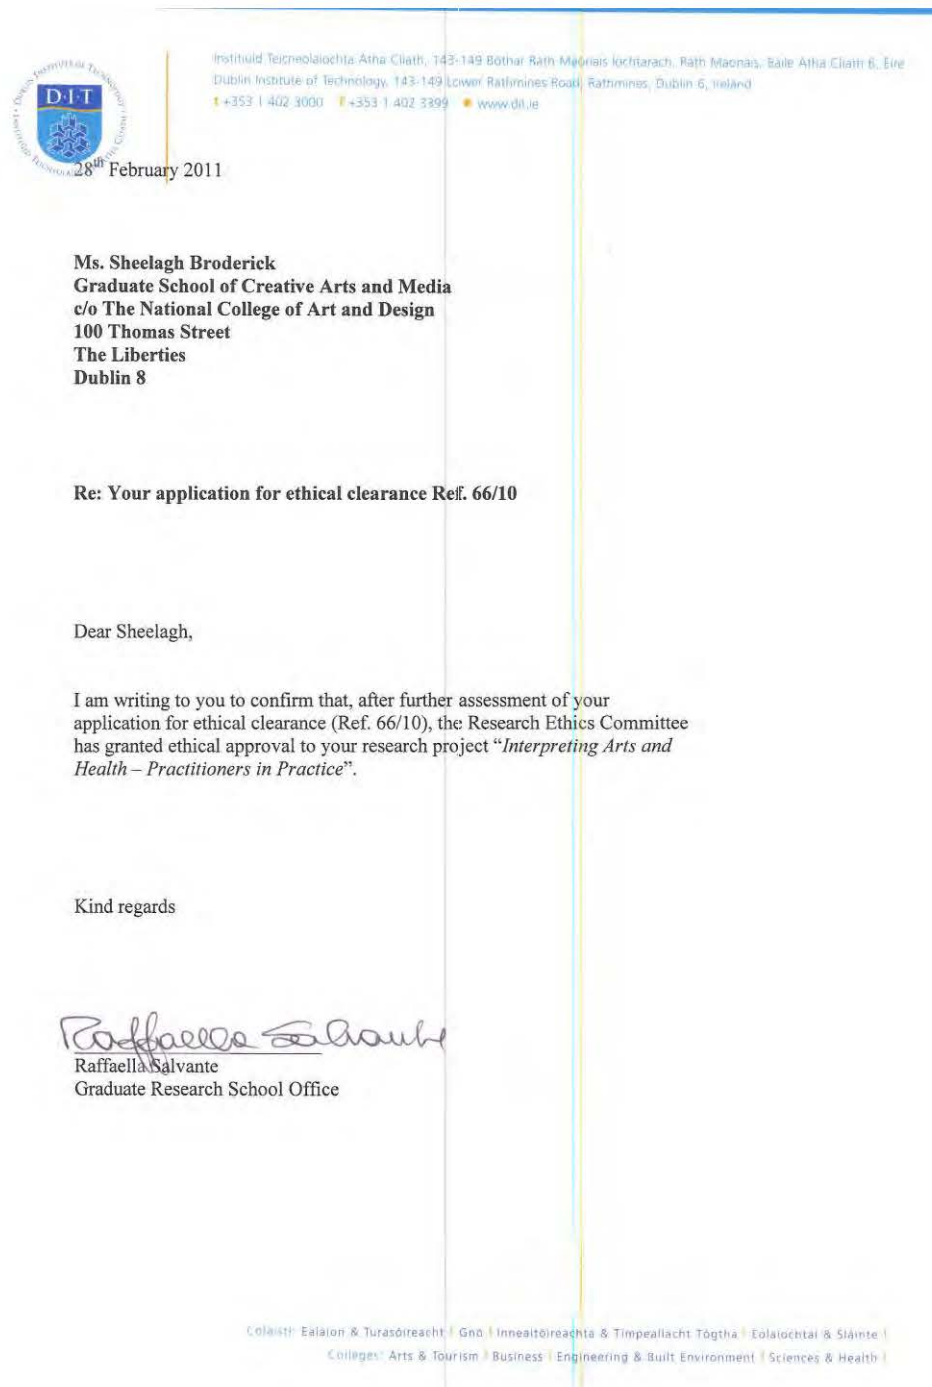 Institiúid Teicneolaíochta Átha Cliath, 143-149 Bóthar Ráth Maonais Íochtarach, Ráth Maonais, Baile Átha Cliath 6, Éire
Dublin Institute of Technology, 143-149 Lower Rathmines Road, Rathmines, Dublin 6, Ireland
t +353 1 402 3000 f +353 1 402 3399 www.dit.ie
D·I·T
28th February 2011
Ms. Sheelagh Broderick
Graduate School of Creative Arts and Media
c/o The National College of Art and Design
100 Thomas Street
The Liberties
Dublin 8
Re: Your application for ethical clearance Ref. 66/10
Dear Sheelagh,
I am writing to you to confirm that, after further assessment of your
application for ethical clearance (Ref. 66/10), the Research Ethics Committee
has granted ethical approval to your research project “Interpreting Arts and
Health – Practitioners in Practice”.
Kind regards
Raffaella Salvante
Raffaella Salvante
Graduate Research School Office
Coláistí: Ealaíon & Turasóireacht | Gnó | Innealtóireachta & Timpeallacht Tógtha | Eolaíochtaí & Sláinte |
Colleges: Arts & Tourism | Business | Engineering & Built Environment | Sciences & Health |